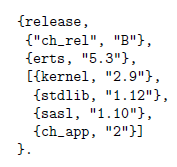 {release,
{"ch_rel", "B"},
{erts, "5.3"},
[{kernel, "2.9"},
{stdlib, "1.12"},
{sasl, "1.10"},
{ch_app, "2"}]
}.